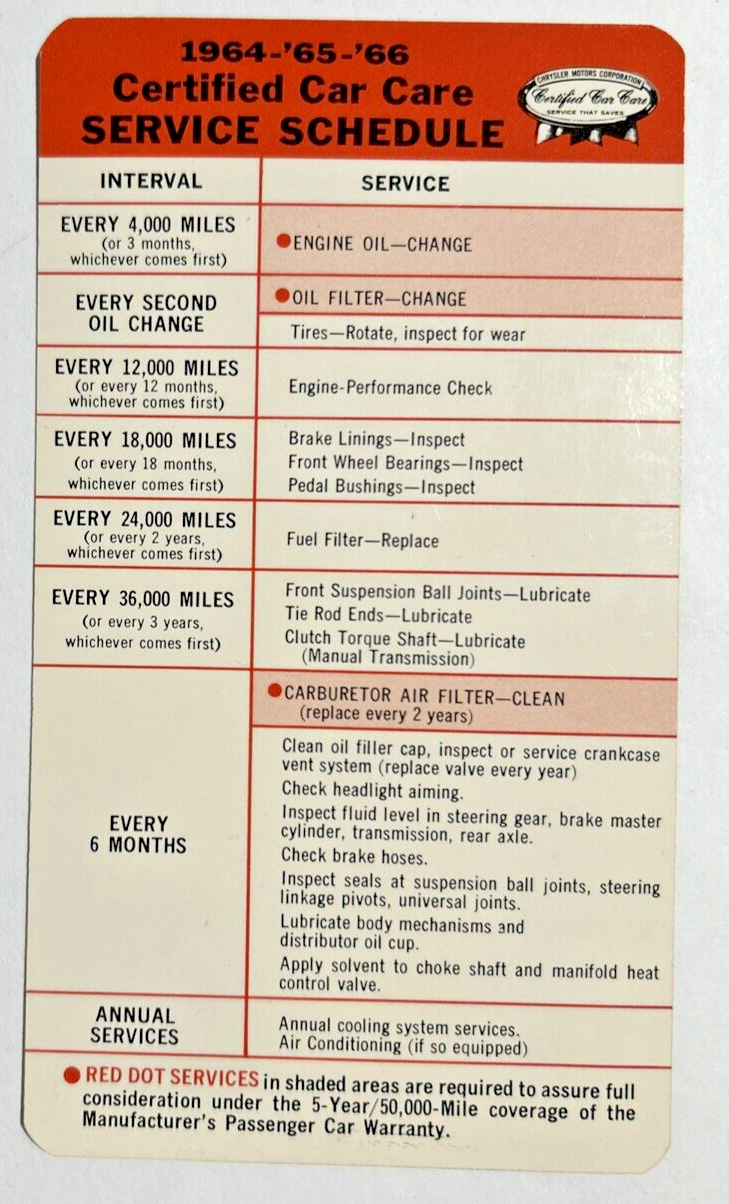 1964-'65-'66
Certified Car Care
SERVICE SCHEDULE
CHRYSLER MOTORS CORPORATION
Certified Car Care
SERVICE THAT SAVES
INTERVAL
SERVICE
EVERY 4,000 MILES
(or 3 months,
whichever comes first)
●ENGINE OIL—CHANGE
EVERY SECOND
OIL CHANGE
●OIL FILTER—CHANGE
Tires—Rotate, inspect for wear
EVERY 12,000 MILES
(or every 12 months,
whichever comes first)
Engine-Performance Check
EVERY 18,000 MILES
(or every 18 months,
whichever comes first)
Brake Linings—Inspect
Front Wheel Bearings—Inspect
Pedal Bushings—Inspect
EVERY 24,000 MILES
(or every 2 years,
whichever comes first)
Fuel Filter—Replace
EVERY 36,000 MILES
(or every 3 years,
whichever comes first)
Front Suspension Ball Joints—Lubricate
Tie Rod Ends—Lubricate
Clutch Torque Shaft—Lubricate
(Manual Transmission)
EVERY
6 MONTHS
●CARBURETOR AIR FILTER—CLEAN
(replace every 2 years)
Clean oil filler cap, inspect or service crankcase
vent system (replace valve every year)
Check headlight aiming.
Inspect fluid level in steering gear, brake master
cylinder, transmission, rear axle.
Check brake hoses.
Inspect seals at suspension ball joints, steering
linkage pivots, universal joints.
Lubricate body mechanisms and
distributor oil cup.
Apply solvent to choke shaft and manifold heat
control valve.
ANNUAL
SERVICES
Annual cooling system services.
Air Conditioning (if so equipped)
● RED DOT SERVICES in shaded areas are required to assure full
consideration under the 5-Year/50,000-Mile coverage of the
Manufacturer's Passenger Car Warranty.